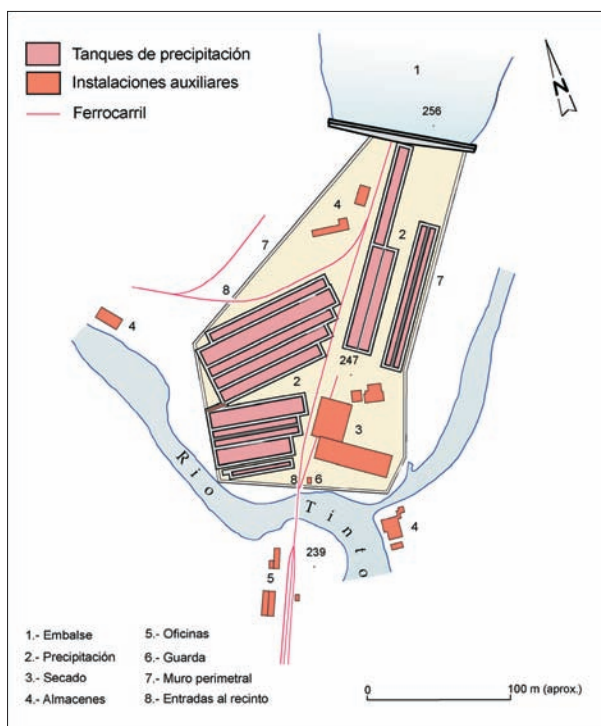 Tanques de precipitación
Instalaciones auxiliares
Ferrocarril
1
N
256
4
2
7
7
8
4
247
2
3
8
6
Rio Tinto
4
239
5
1.- Embalse
2.- Precipitación
3.- Secado
4.- Almacenes
5.- Oficinas
6.- Guarda
7.- Muro perimetral
8.- Entradas al recinto
0
100 m (aprox.)